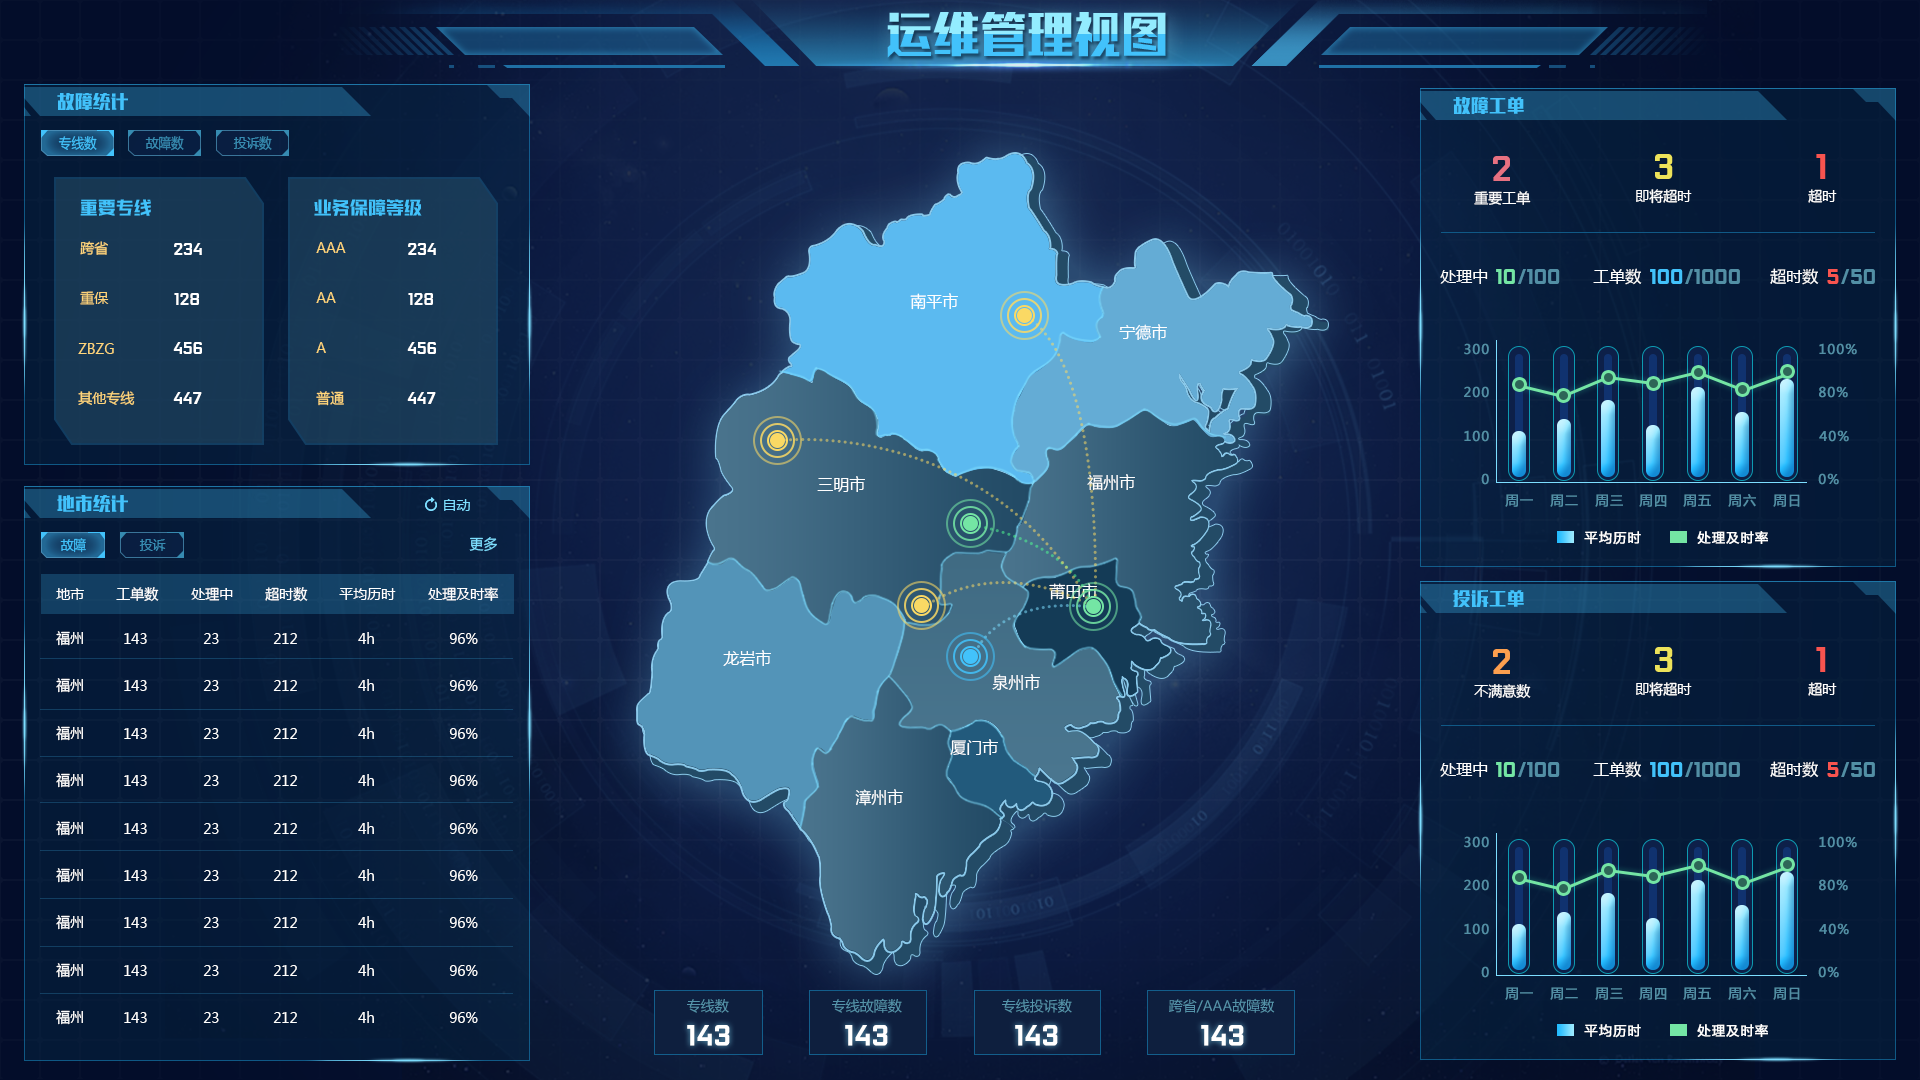 运维管理视图
故障统计
专线数 故障数 投诉数
重要专线
跨省 234
重保 128
ZBZG 456
其他专线 447
业务保障等级
AAA 234
AA 128
A 456
普通 447
地市统计 自动
故障 投诉 更多
地市 工单数 处理中 超时数 平均历时 处理及时率
福州 143 23 212 4h 96%
福州 143 23 212 4h 96%
福州 143 23 212 4h 96%
福州 143 23 212 4h 96%
福州 143 23 212 4h 96%
福州 143 23 212 4h 96%
福州 143 23 212 4h 96%
福州 143 23 212 4h 96%
福州 143 23 212 4h 96%
南平市
宁德市
三明市
福州市
莆田市
龙岩市
泉州市
厦门市
漳州市
专线数
143
专线故障数
143
专线投诉数
143
跨省/AAA故障数
143
故障工单
2 3 1
重要工单 即将超时 超时
处理中 10/100 工单数 100/1000 超时数 5/50
300 100%
200 80%
100 40%
0 0%
周一 周二 周三 周四 周五 周六 周日
平均历时 处理及时率
投诉工单
2 3 1
不满意数 即将超时 超时
处理中 10/100 工单数 100/1000 超时数 5/50
300 100%
200 80%
100 40%
0 0%
周一 周二 周三 周四 周五 周六 周日
平均历时 处理及时率